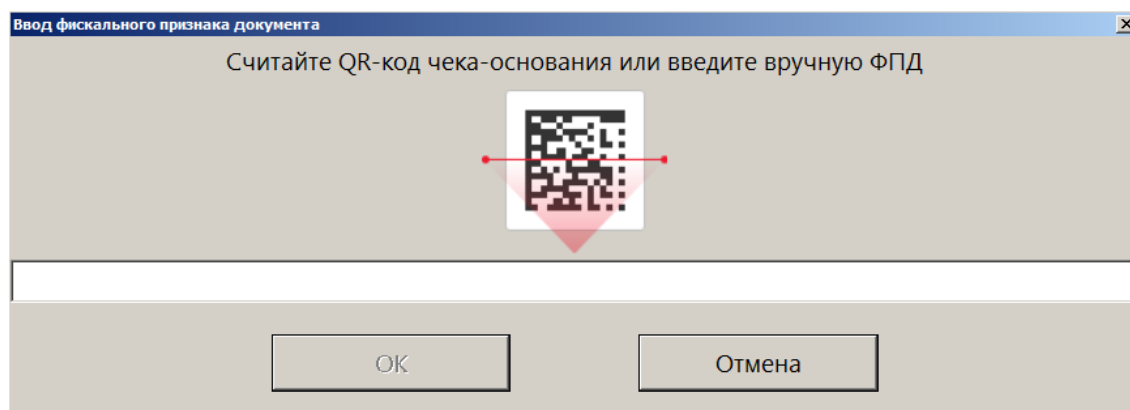 Ввод фискального признака документа
Считайте QR-код чека-основания или введите вручную ФПД
OK
Отмена